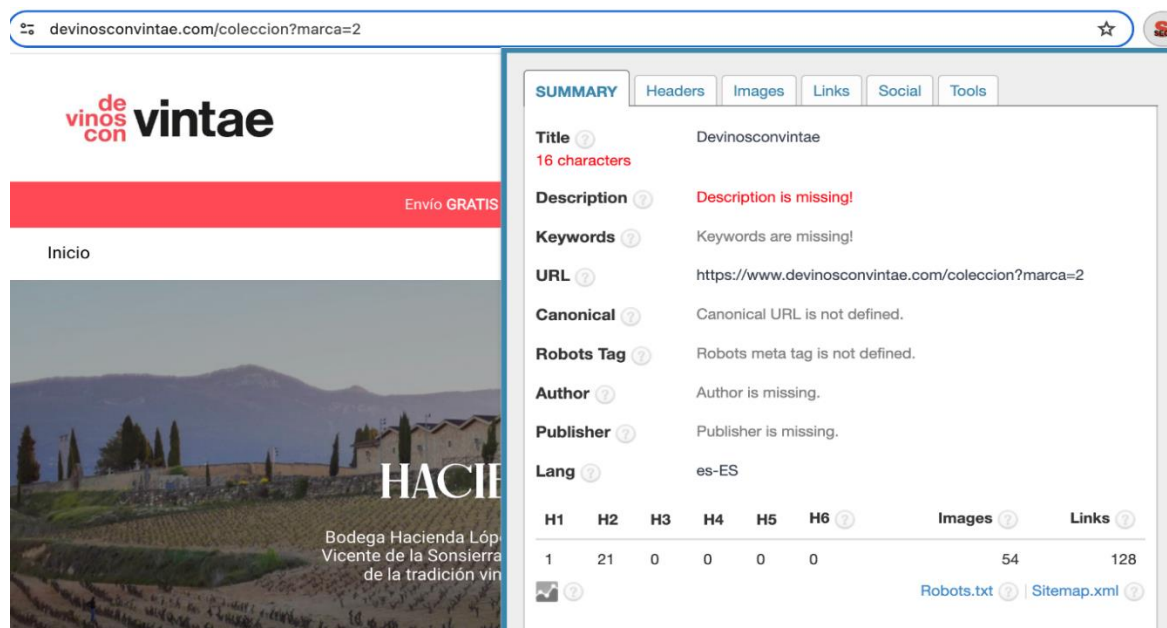 devinosconvintae.com/coleccion?marca=2
de
vinos vintae
con
Envío GRATIS
Inicio
HACIE
Bodega Hacienda Lóp
Vicente de la Sonsierra
de la tradición vin
SUMMARY Headers Images Links Social Tools
Title ? Devinosconvintae
16 characters
Description ? Description is missing!
Keywords ? Keywords are missing!
URL ? https://www.devinosconvintae.com/coleccion?marca=2
Canonical ? Canonical URL is not defined.
Robots Tag ? Robots meta tag is not defined.
Author ? Author is missing.
Publisher ? Publisher is missing.
Lang ? es-ES
H1 H2 H3 H4 H5 H6 ? Images ? Links ?
1 21 0 0 0 0 54 128
? Robots.txt ? | Sitemap.xml ?